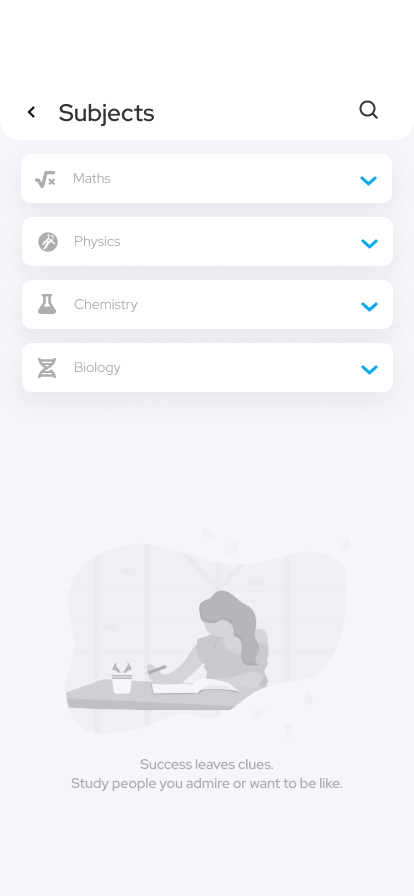 Subjects
Maths
Physics
Chemistry
Biology
Success leaves clues.
Study people you admire or want to be like.